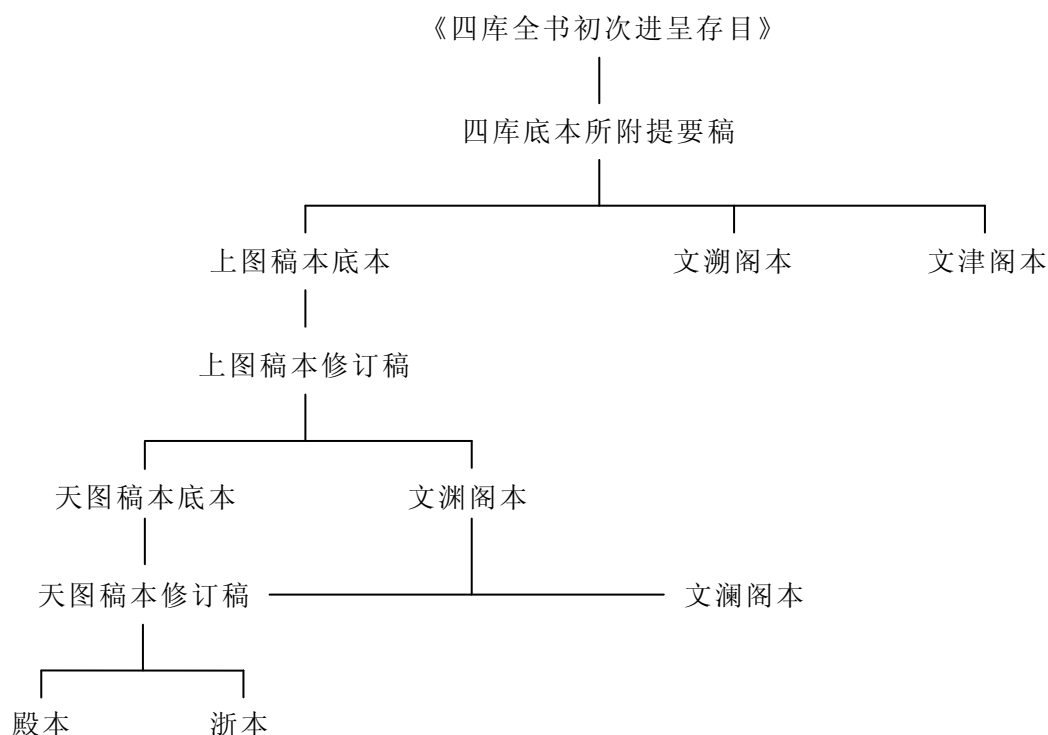 《四库全书初次进呈存目》
四库底本所附提要稿
上图稿本底本 文溯阁本 文津阁本
上图稿本修订稿
天图稿本底本 文渊阁本
天图稿本修订稿 文澜阁本
殿本 浙本